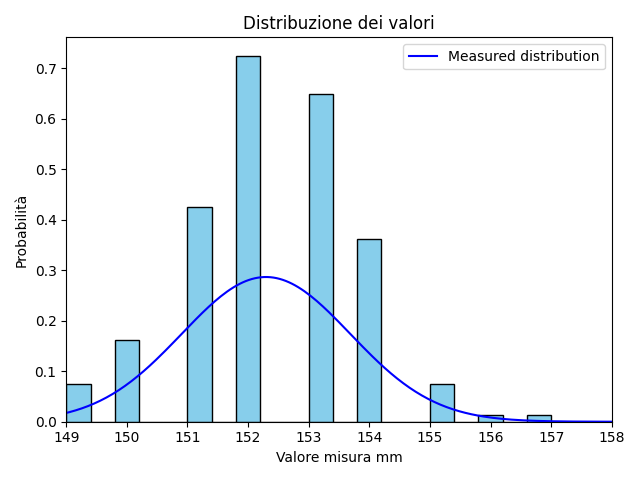 Distribuzione dei valori
Measured distribution
Probabilità
0.7
0.6
0.5
0.4
0.3
0.2
0.1
0.0
149 150 151 152 153 154 155 156 157 158
Valore misura mm